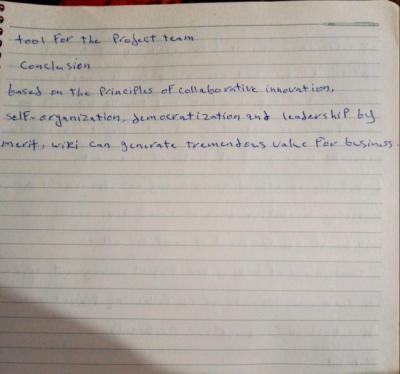 tool For the Project team
Conclusion
based on the Principles of collaborative innovation,
self-organization, democratization and leadership by
merit, wiki can generate tremendous value For business.